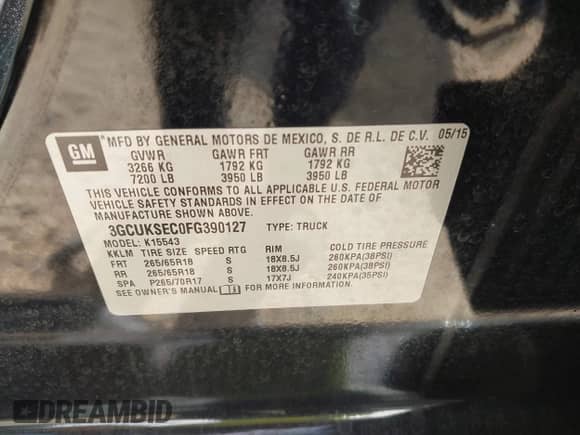 GM
*MFD BY GENERAL MOTORS DE MEXICO, S. DE R.L. DE C.V. 05/15
GVWR GAWR FRT GAWR RR
3266 KG 1792 KG 1792 KG
7200 LB 3950 LB 3950 LB
THIS VEHICLE CONFORMS TO ALL APPLICABLE U.S. FEDERAL MOTOR
VEHICLE SAFETY STANDARDS IN EFFECT ON THE DATE OF
MANUFACTURE SHOWN ABOVE.
3GCUKSEC0FG390127 TYPE: TRUCK
MODEL: K15543
KKLM TIRE SIZE SPEED RTG RIM COLD TIRE PRESSURE
FRT 265/65R18 S 18X8.5J 260KPA(38PSI)
RR 265/65R18 S 18X8.5J 260KPA(38PSI)
SPA P265/70R17 S 17X7J 240KPA(35PSI)
SEE OWNER'S MANUAL FOR MORE INFORMATION.
DREAMBID